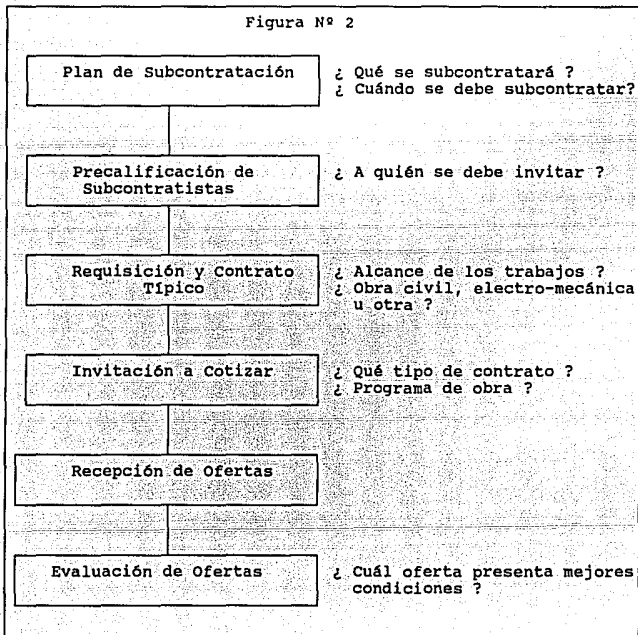 Figura Nº 2
Plan de Subcontratación
¿ Qué se subcontratará ?
¿ Cuándo se debe subcontratar?
Precalificación de
Subcontratistas
¿ A quién se debe invitar ?
Requisición y Contrato
Típico
¿ Alcance de los trabajos ?
¿ Obra civil, electro-mecánica
u otra ?
Invitación a Cotizar
¿ Qué tipo de contrato ?
¿ Programa de obra ?
Recepción de Ofertas
Evaluación de Ofertas
¿ Cuál oferta presenta mejores
condiciones ?